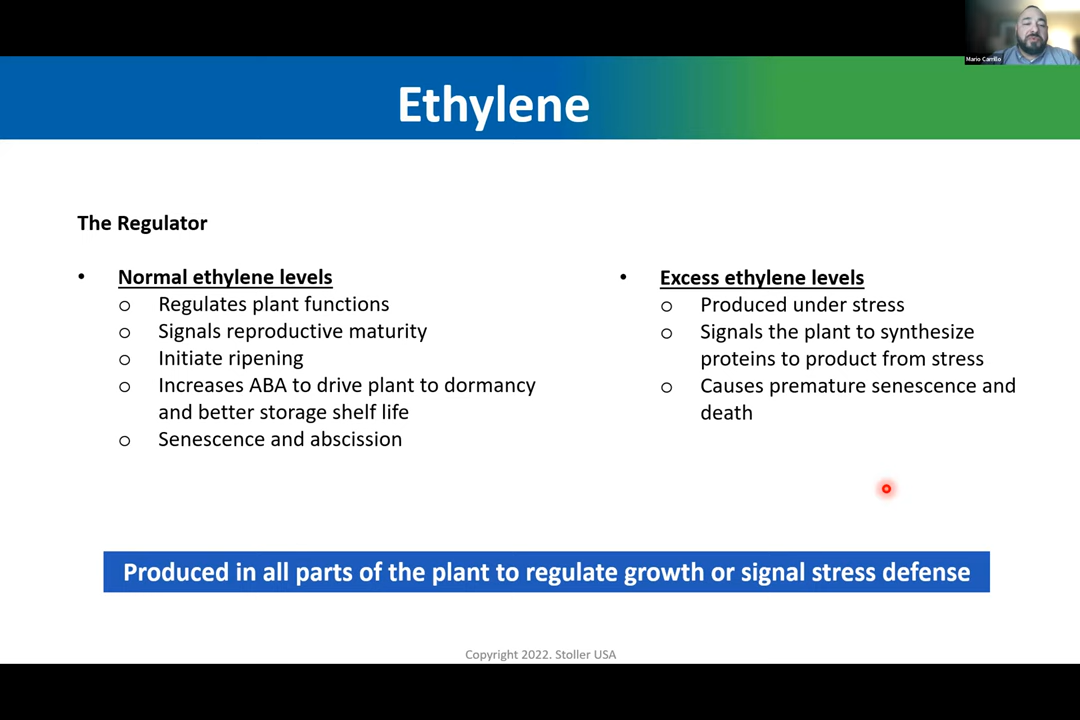 Mario Carrillo
Ethylene
The Regulator
• Normal ethylene levels
o Regulates plant functions
o Signals reproductive maturity
o Initiate ripening
o Increases ABA to drive plant to dormancy
and better storage shelf life
o Senescence and abscission
• Excess ethylene levels
o Produced under stress
o Signals the plant to synthesize
proteins to product from stress
o Causes premature senescence and
death
Produced in all parts of the plant to regulate growth or signal stress defense
Copyright 2022. Stoller USA